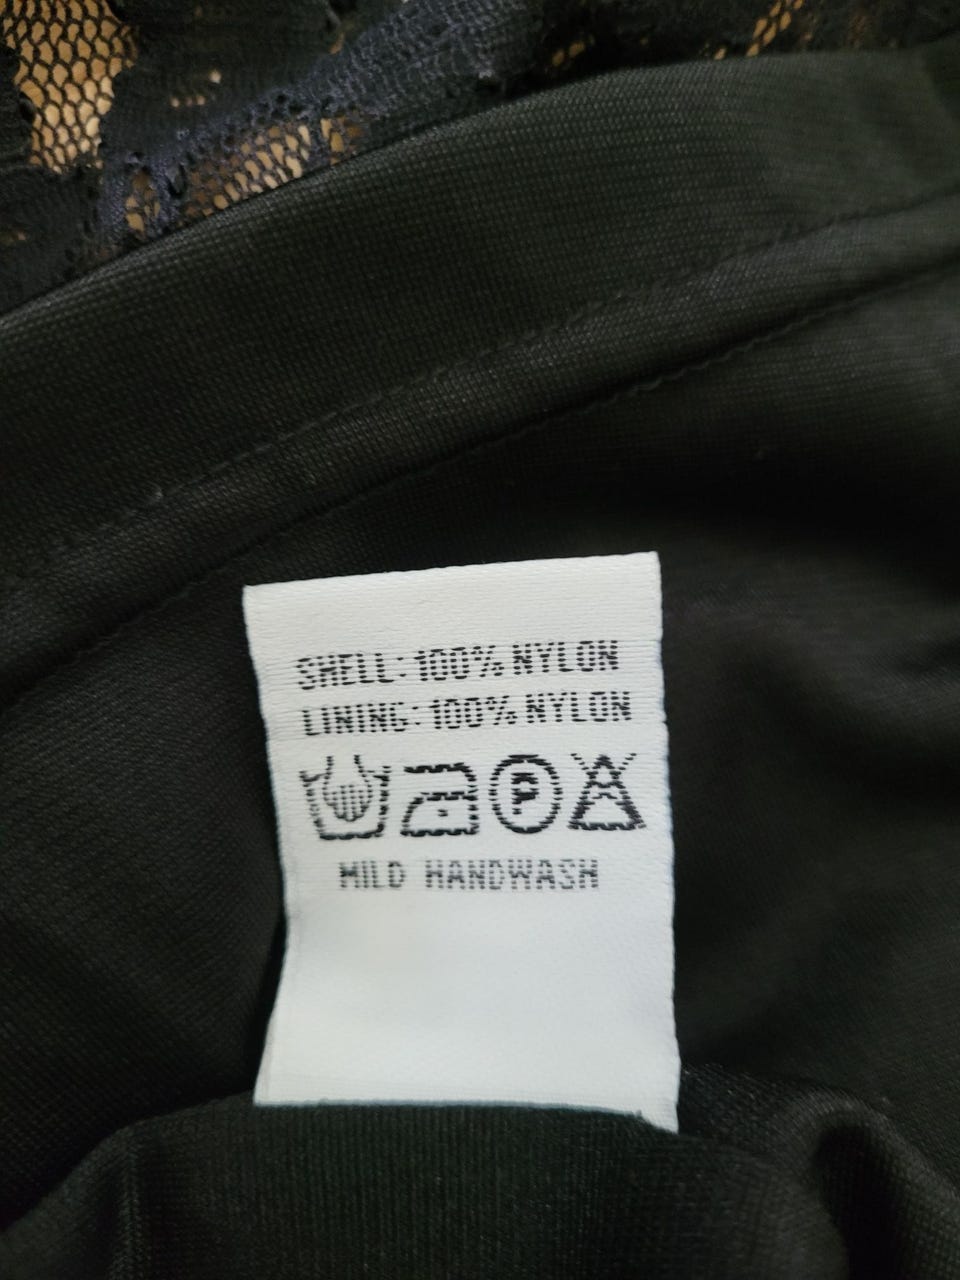 SHELL: 100% NYLON
LINING: 100% NYLON
P
MILD HANDWASH